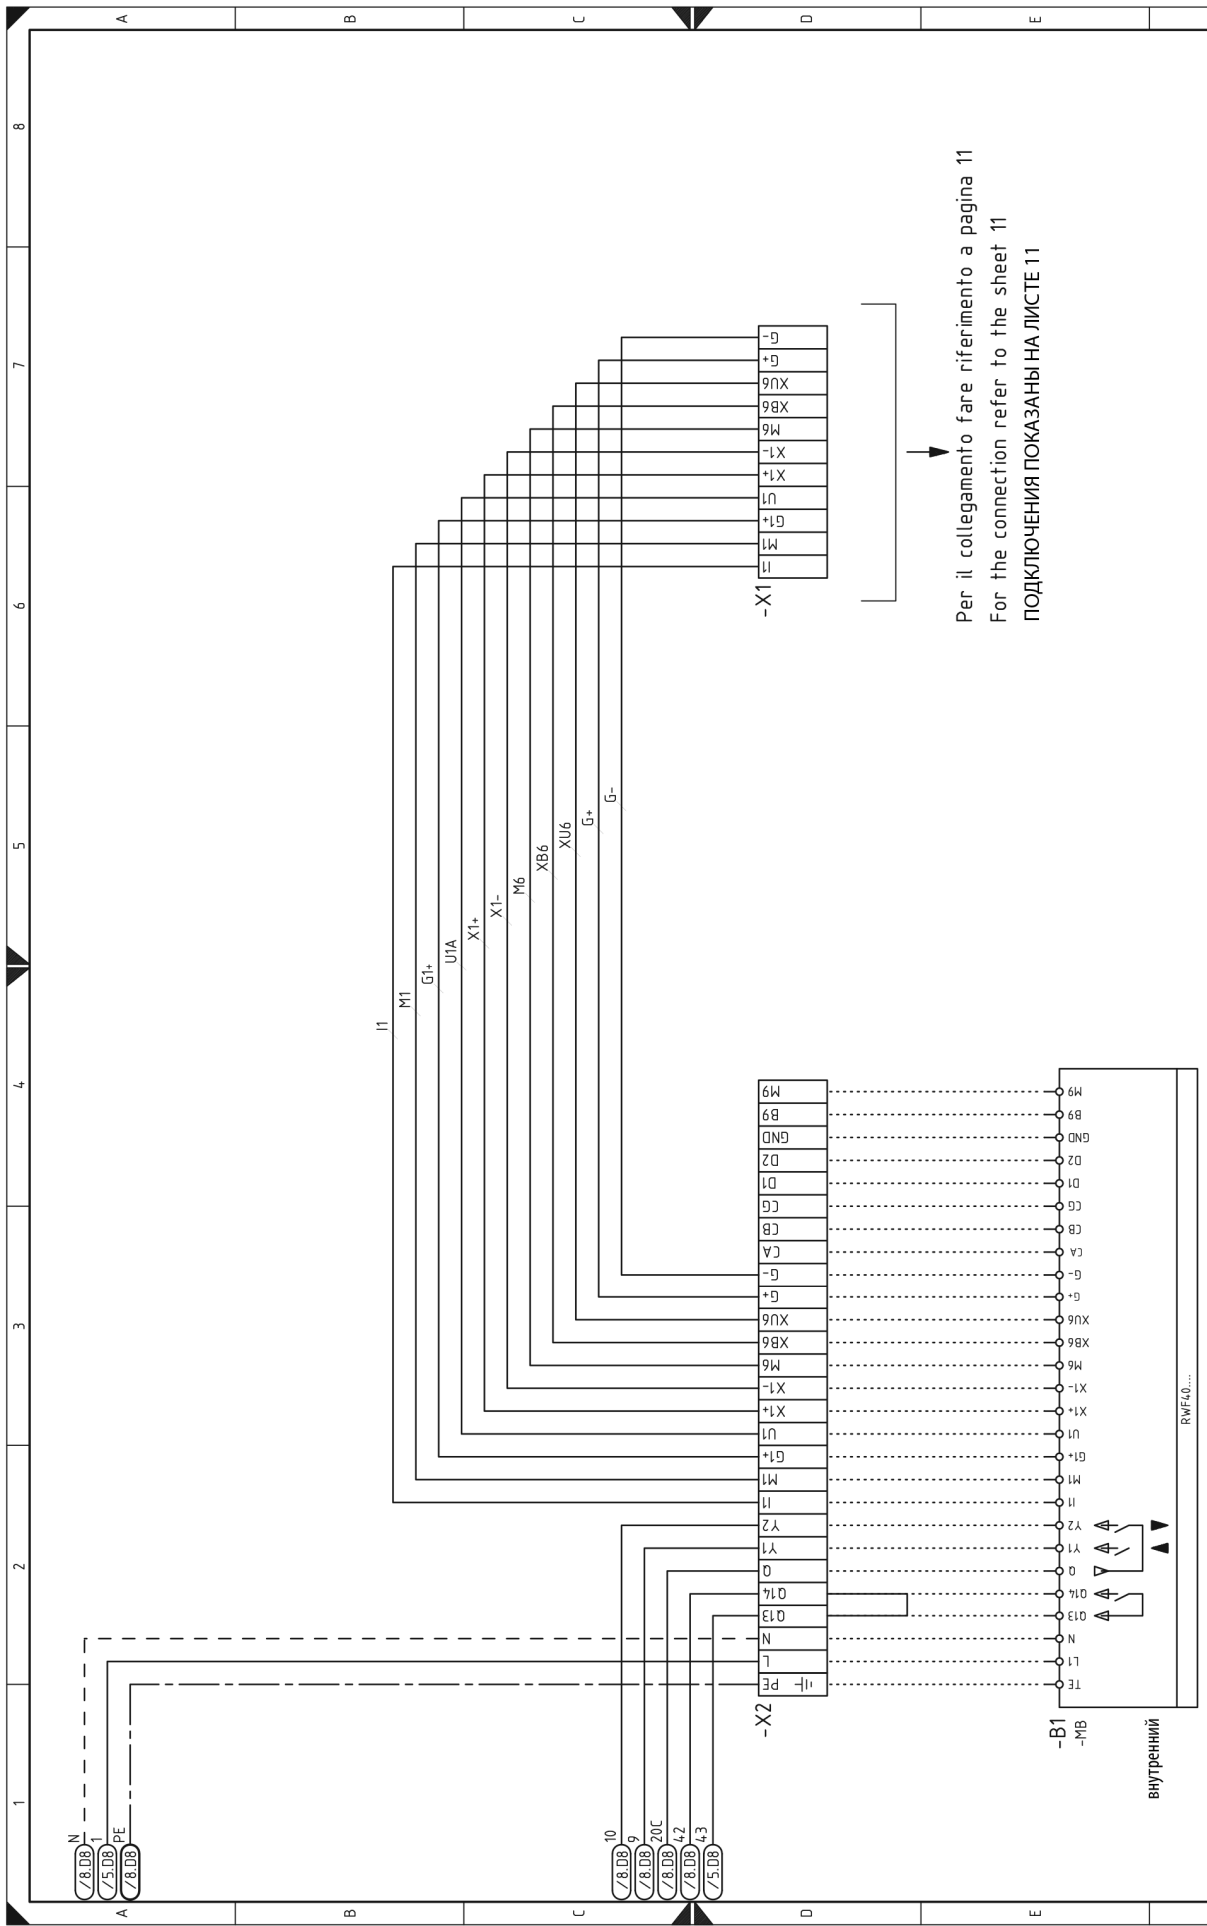 1 2 3 4 5 6 7 8
A
B
C
D
E
N
/8.D8
1
/5.D8
PE
/8.D8
I1
M1
G1+
U1A
X1+
X1-
M6
XB6
XU6
G+
G-
10
/8.D8
9
/8.D8
20C
/8.D8
42
/8.D8
43
/5.D8
-X2
PE L N Q13 Q14 Q Y1 Y2 I1 M1 G1+ U1 X1+ X1- M6 XB6 XU6 G+ G- CA CB CG D1 D2 GND B9 M9
-X1
I1 M1 G1+ U1 X1+ X1- M6 XB6 XU6 G+ G-
Per il collegamento fare riferimento a pagina 11
For the connection refer to the sheet 11
ПОДКЛЮЧЕНИЯ ПОКАЗАНЫ НА ЛИСТЕ 11
-B1
-MB
TE L1 N Q13 Q14 Q Y1 Y2 I1 M1 G1+ U1 X1+ X1- M6 XB6 XU6 G+ G- CA CB CG D1 D2 GND B9 M9
внутренний
RWF40....
A
B
C
D
E